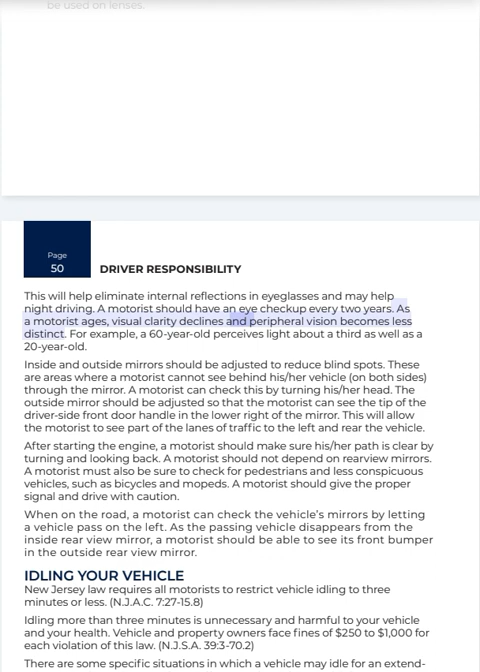 be used on lenses.
Page
50
DRIVER RESPONSIBILITY
This will help eliminate internal reflections in eyeglasses and may help
night driving. A motorist should have an eye checkup every two years. As
a motorist ages, visual clarity declines and peripheral vision becomes less
distinct. For example, a 60-year-old perceives light about a third as well as a
20-year-old.
Inside and outside mirrors should be adjusted to reduce blind spots. These
are areas where a motorist cannot see behind his/her vehicle (on both sides)
through the mirror. A motorist can check this by turning his/her head. The
outside mirror should be adjusted so that the motorist can see the tip of the
driver-side front door handle in the lower right of the mirror. This will allow
the motorist to see part of the lanes of traffic to the left and rear the vehicle.
After starting the engine, a motorist should make sure his/her path is clear by
turning and looking back. A motorist should not depend on rearview mirrors.
A motorist must also be sure to check for pedestrians and less conspicuous
vehicles, such as bicycles and mopeds. A motorist should give the proper
signal and drive with caution.
When on the road, a motorist can check the vehicle's mirrors by letting
a vehicle pass on the left. As the passing vehicle disappears from the
inside rear view mirror, a motorist should be able to see its front bumper
in the outside rear view mirror.
IDLING YOUR VEHICLE
New Jersey law requires all motorists to restrict vehicle idling to three
minutes or less. (N.J.A.C. 7:27-15.8)
Idling more than three minutes is unnecessary and harmful to your vehicle
and your health. Vehicle and property owners face fines of $250 to $1,000 for
each violation of this law. (N.J.S.A. 39:3-70.2)
There are some specific situations in which a vehicle may idle for an extend-